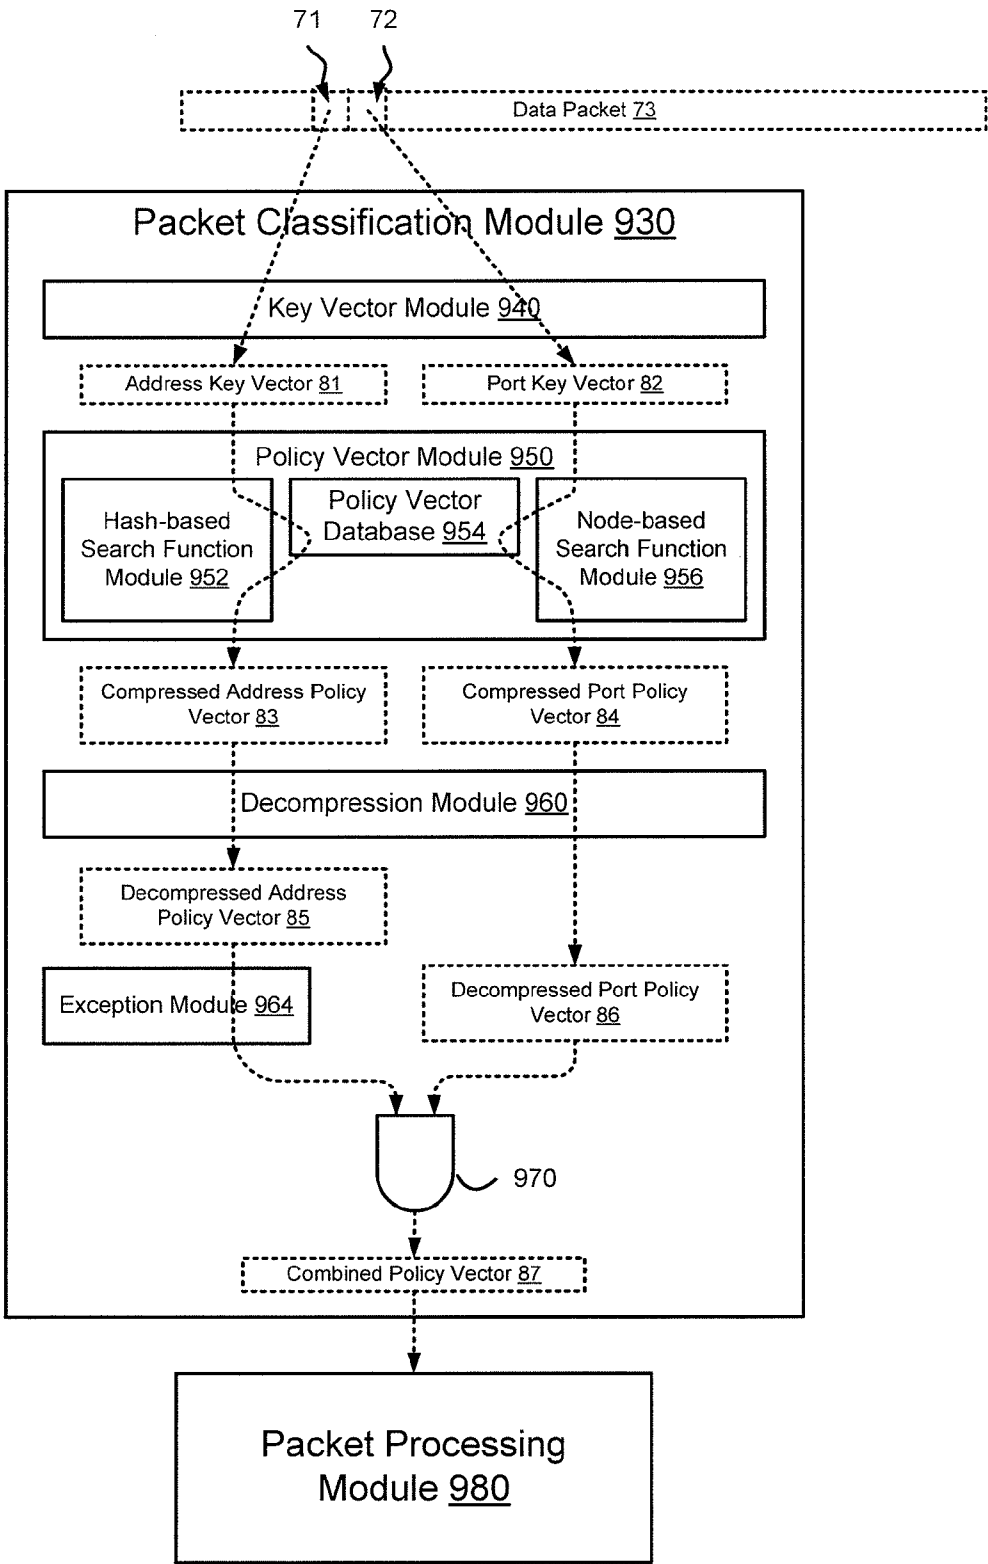 71 72
Data Packet 73
Packet Classification Module 930
Key Vector Module 940
Address Key Vector 81
Port Key Vector 82
Policy Vector Module 950
Hash-based
Search Function
Module 952
Policy Vector
Database 954
Node-based
Search Function
Module 956
Compressed Address Policy
Vector 83
Compressed Port Policy
Vector 84
Decompression Module 960
Decompressed Address
Policy Vector 85
Exception Module 964
Decompressed Port Policy
Vector 86
970
Combined Policy Vector 87
Packet Processing
Module 980